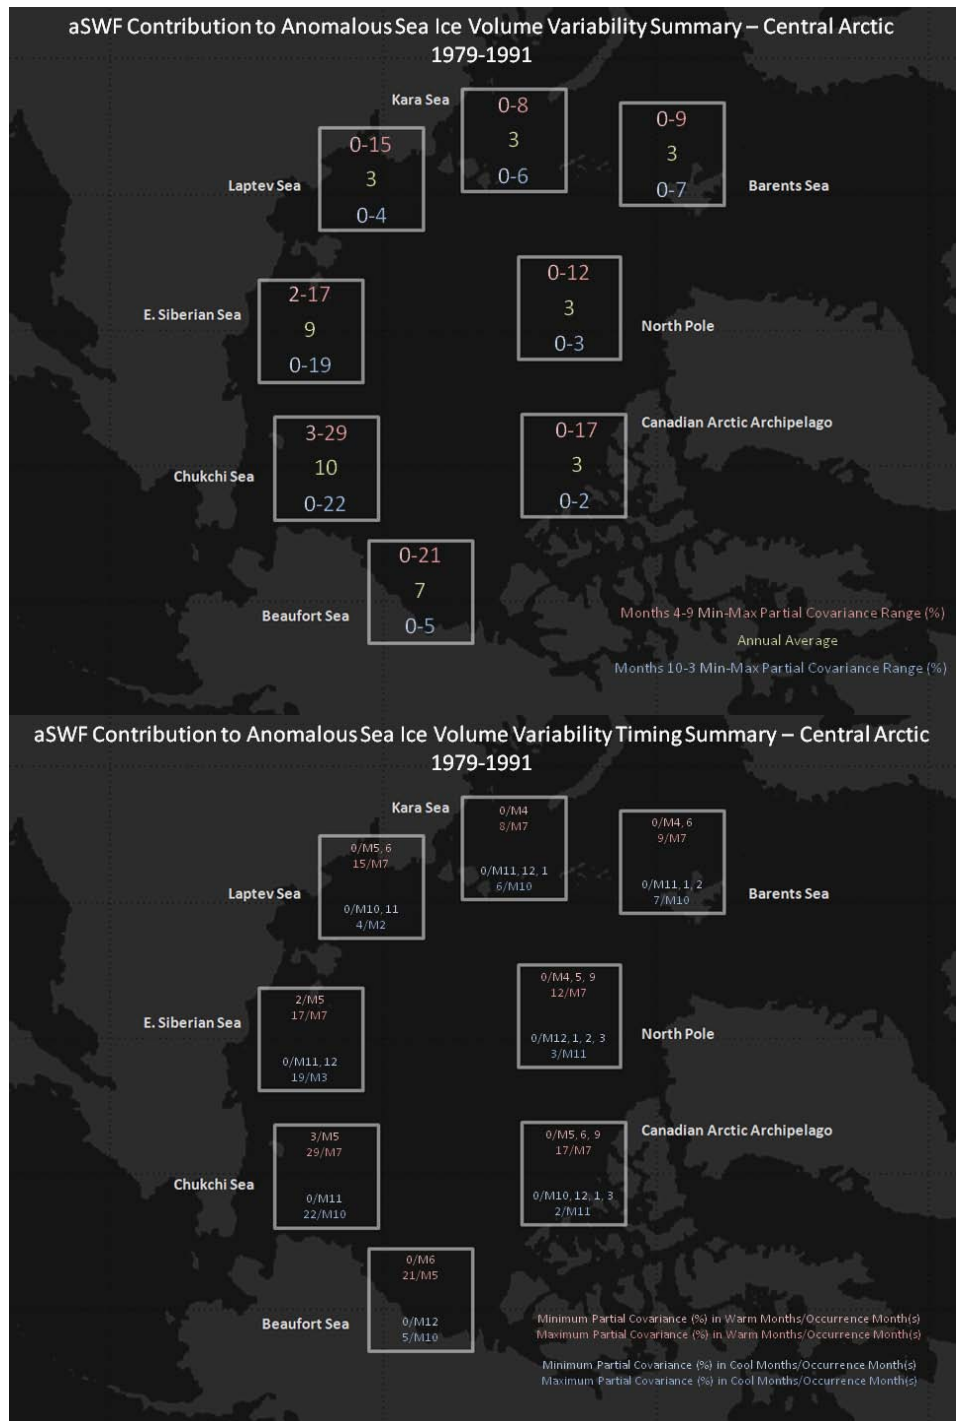 aSWF Contribution to Anomalous Sea Ice Volume Variability Summary – Central Arctic
1979-1991
Kara Sea
0-8
3
0-6
0-9
3
0-7
Barents Sea
0-15
3
0-4
Laptev Sea
E. Siberian Sea
2-17
9
0-19
0-12
3
0-3
North Pole
Chukchi Sea
3-29
10
0-22
0-17
3
0-2
Canadian Arctic Archipelago
Beaufort Sea
0-21
7
0-5
Months 4-9 Min-Max Partial Covariance Range (%)
Annual Average
Months 10-3 Min-Max Partial Covariance Range (%)
aSWF Contribution to Anomalous Sea Ice Volume Variability Timing Summary – Central Arctic
1979-1991
Kara Sea
0/M4
8/M7
0/M11, 12, 1
6/M10
0/M4, 6
9/M7
0/M11, 1, 2
7/M10
Barents Sea
0/M5, 6
15/M7
0/M10, 11
4/M2
Laptev Sea
E. Siberian Sea
2/M5
17/M7
0/M11, 12
19/M3
0/M4, 5, 9
12/M7
0/M12, 1, 2, 3
3/M11
North Pole
Chukchi Sea
3/M5
29/M7
0/M11
22/M10
0/M5, 6, 9
17/M7
0/M10, 12, 1, 3
2/M11
Canadian Arctic Archipelago
Beaufort Sea
0/M6
21/M5
0/M12
5/M10
Minimum Partial Covariance (%) in Warm Months/Occurrence Month(s)
Maximum Partial Covariance (%) in Warm Months/Occurrence Month(s)
Minimum Partial Covariance (%) in Cool Months/Occurrence Month(s)
Maximum Partial Covariance (%) in Cool Months/Occurrence Month(s)